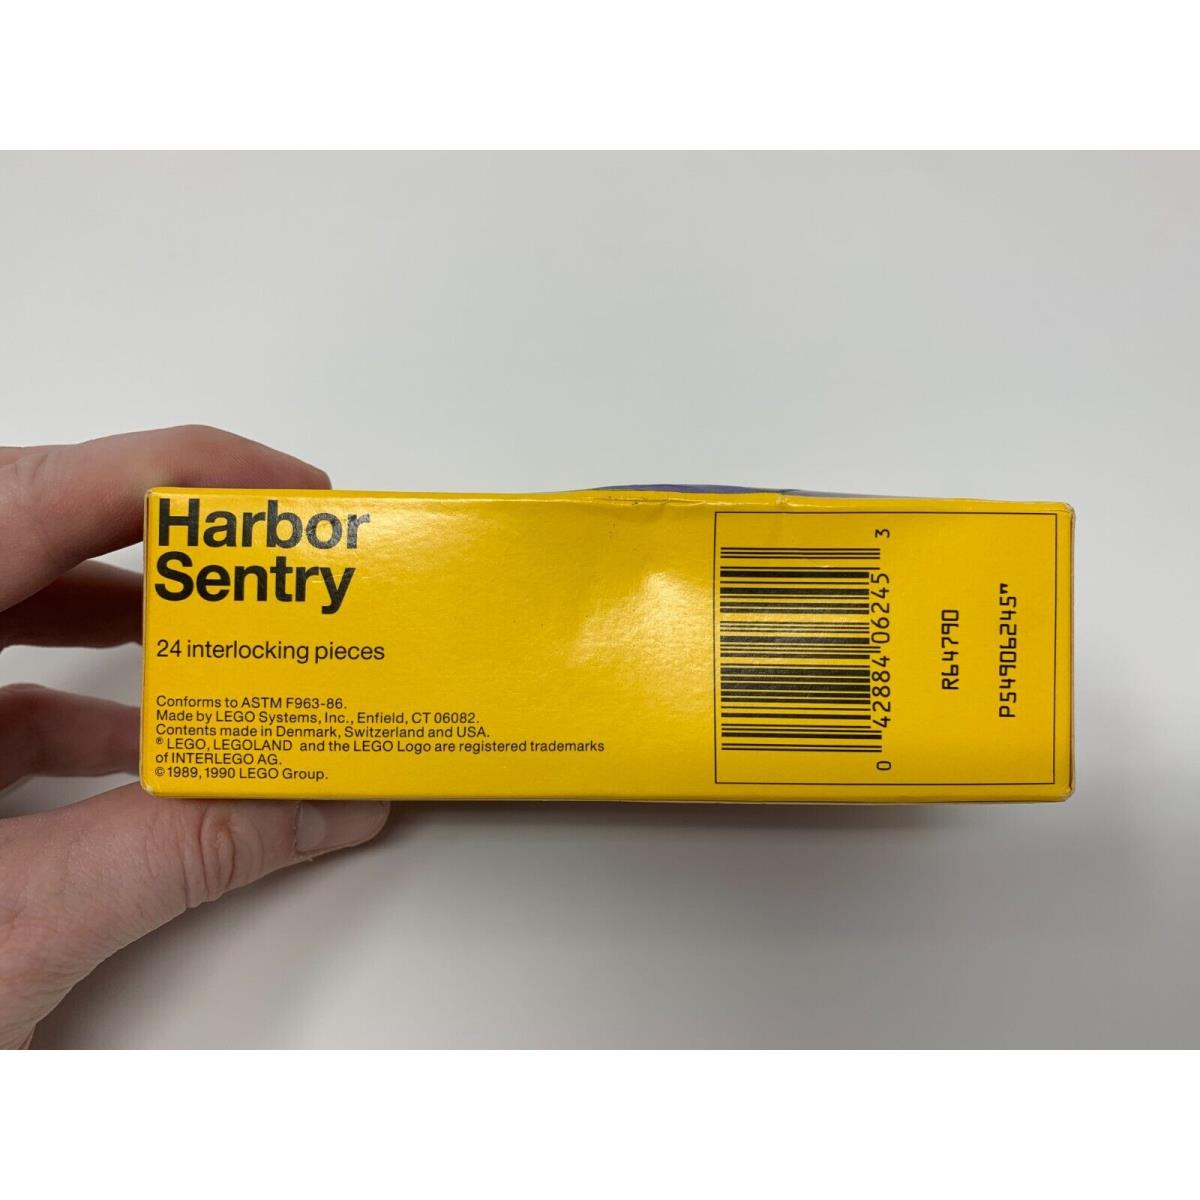 Harbor
Sentry
24 interlocking pieces
Conforms to ASTM F963-86.
Made by LEGO Systems, Inc., Enfield, CT 06082.
Contents made in Denmark, Switzerland and USA.
® LEGO, LEGOLAND and the LEGO Logo are registered trademarks
of INTERLEGO AG.
© 1989, 1990 LEGO Group.
0 42884 06245 3
R64790
P54906245"